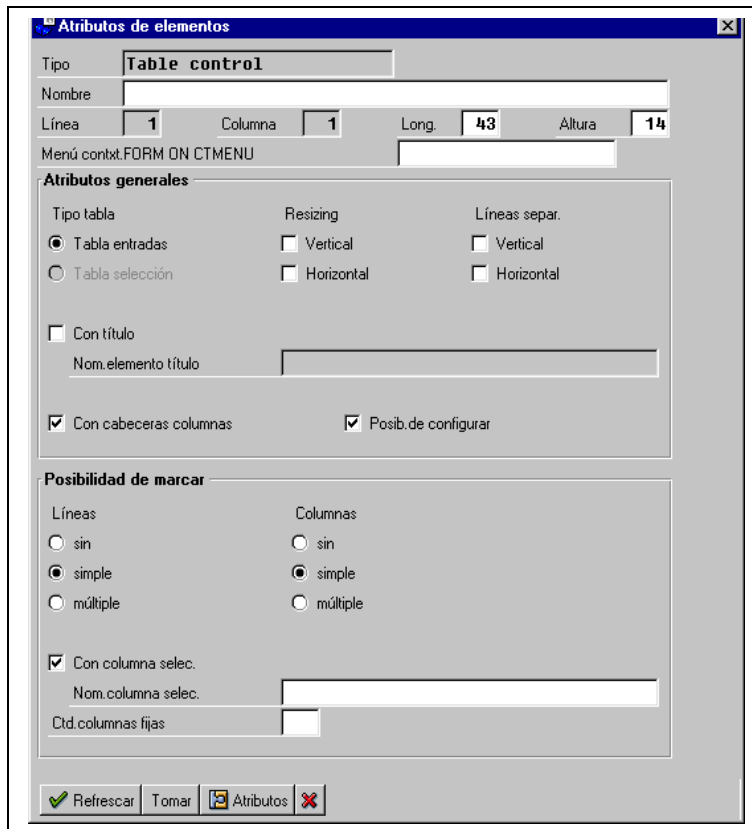 Atributos de elementos
Tipo Table control
Nombre
Línea 1 Columna 1 Long. 43 Altura 14
Menú contxt.FORM ON CTMENU
Atributos generales
Tipo tabla Resizing Líneas separ.
Tabla entradas Vertical Vertical
Tabla selección Horizontal Horizontal
Con título
Nom.elemento título
Con cabeceras columnas Posib.de configurar
Posibilidad de marcar
Líneas Columnas
sin sin
simple simple
múltiple múltiple
Con columna selec.
Nom.columna selec.
Ctd.columnas fijas
Refrescar Tomar Atributos